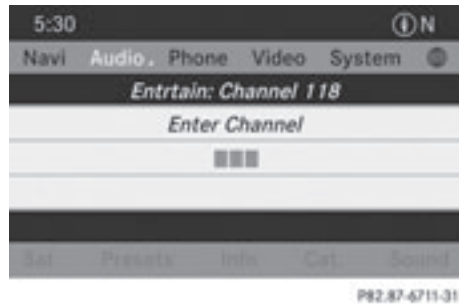 5:30 N
Navi Audio. Phone Video System
Entrtain: Channel 118
Enter Channel
Sat Presets Info Cat. Sound
P82.87-6711-31